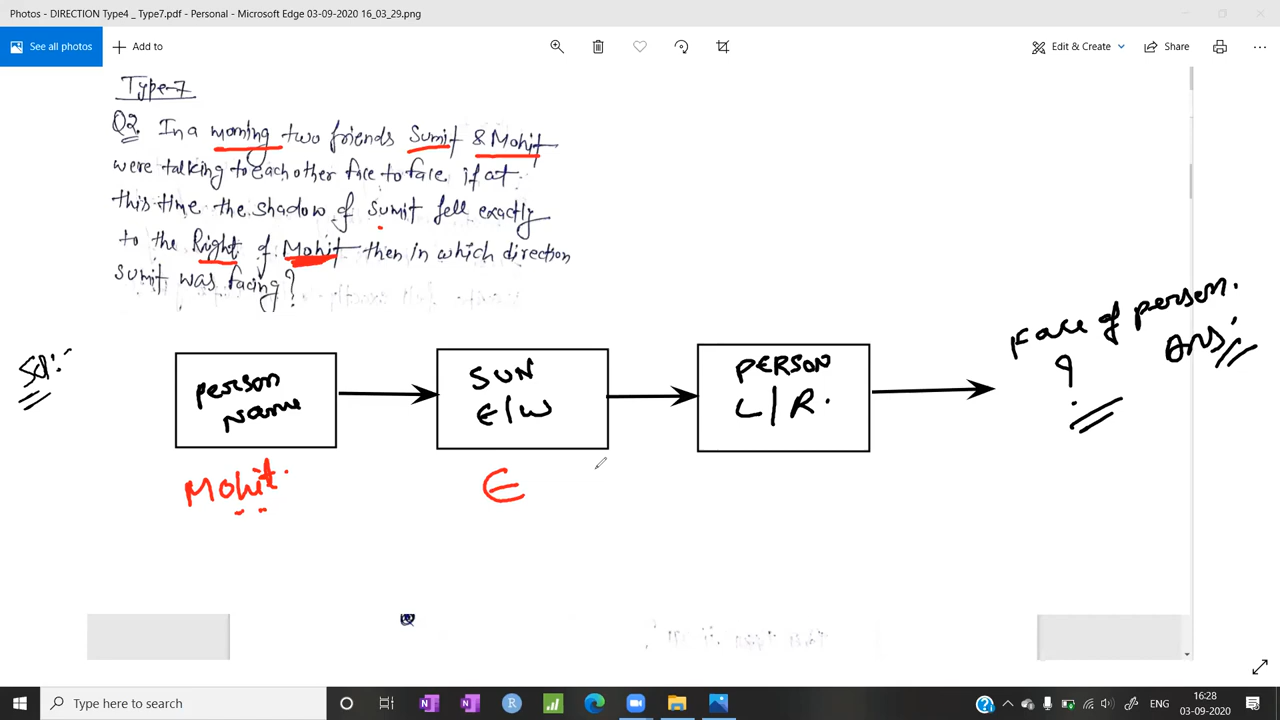 Photos - DIRECTION Type4 _ Type7.pdf - Personal - Microsoft Edge 03-09-2020 16_03_29.png
See all photos
Add to
Edit & Create
Share
Type-7
Q2. In a morning two friends Sumit & Mohit
were talking to each other face to face if at
this time the shadow of Sumit fell exactly
to the Right of Mohit then in which direction
Sumit was facing?
Sol:-
PERSON
NAME
SUN
E/W
PERSON
L/R.
Face of person.
?
Ans:
Mohit.
E
Type here to search
ENG
16:28
03-09-2020